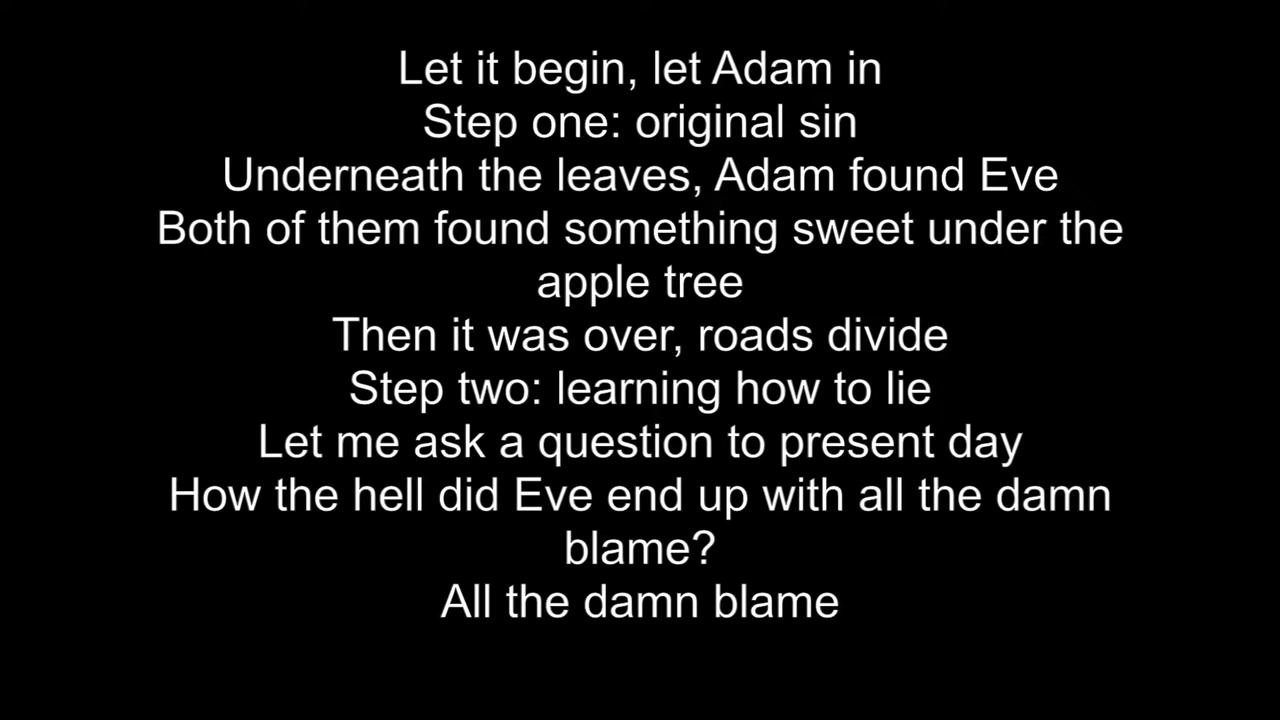 Let it begin, let Adam in
Step one: original sin
Underneath the leaves, Adam found Eve
Both of them found something sweet under the
apple tree
Then it was over, roads divide
Step two: learning how to lie
Let me ask a question to present day
How the hell did Eve end up with all the damn
blame?
All the damn blame